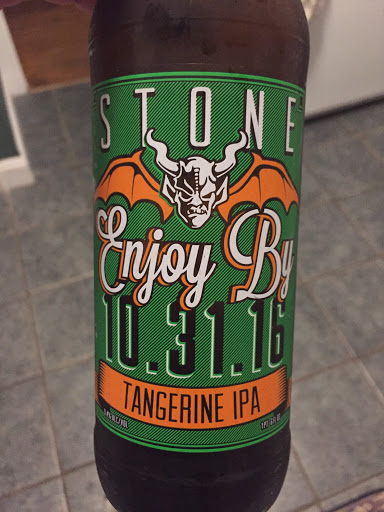 STONE
Enjoy By
10.31.16
TANGERINE IPA